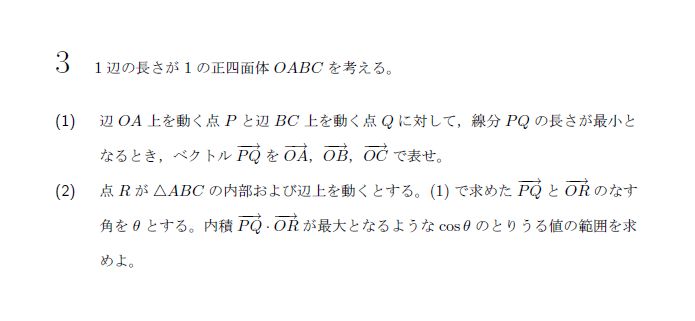 3 1辺の長さが1の正四面体 OABC を考える。
(1) 辺 OA 上を動く点 P と辺 BC 上を動く点 Q に対して，線分 PQ の長さが最小と
なるとき，ベクトル $\overrightarrow{PQ}$ を $\overrightarrow{OA}$，$\overrightarrow{OB}$，$\overrightarrow{OC}$ で表せ。
(2) 点 R が △ABC の内部および辺上を動くとする。(1) で求めた $\overrightarrow{PQ}$ と $\overrightarrow{OR}$ のなす
角を θ とする。内積 $\overrightarrow{PQ}$・$\overrightarrow{OR}$ が最大となるような cos θ のとりうる値の範囲を求
めよ。